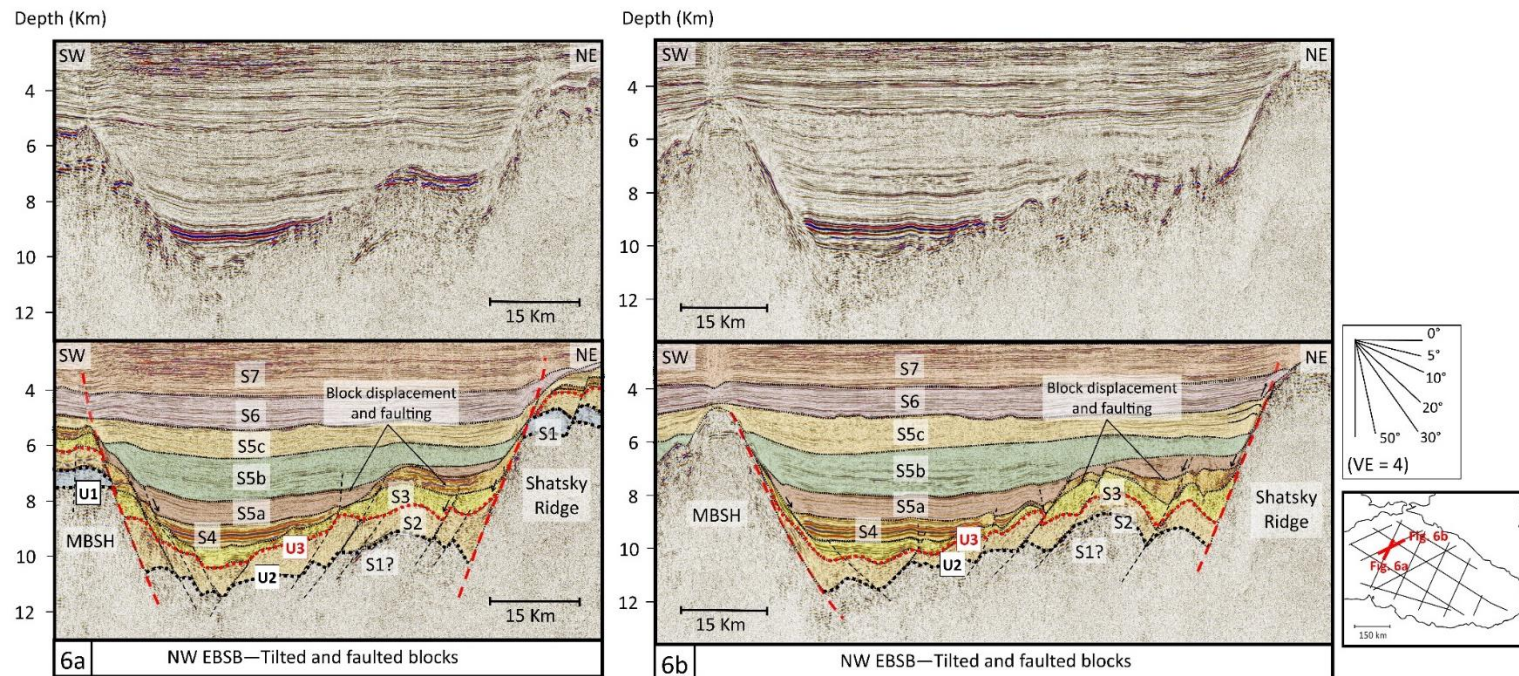 Depth (Km)
SW
NE
4
6
8
10
12
15 Km
SW
NE
S7
Block displacement
and faulting
S6
S5c
S1
S5b
U1
S3
Shatsky
Ridge
S5a
S2
MBSH
S4
U3
S1?
U2
4
6
8
10
12
15 Km
6a
NW EBSB—Tilted and faulted blocks
Depth (Km)
SW
NE
4
6
8
10
12
15 Km
SW
NE
S7
Block displacement
and faulting
S6
S5c
S5b
S3
S5a
Shatsky
Ridge
MBSH
S2
S4
U3
S1?
U2
4
6
8
10
12
15 Km
6b
NW EBSB—Tilted and faulted blocks
0°
5°
10°
20°
30°
50°
(VE = 4)
Fig. 6b
Fig. 6a
150 km